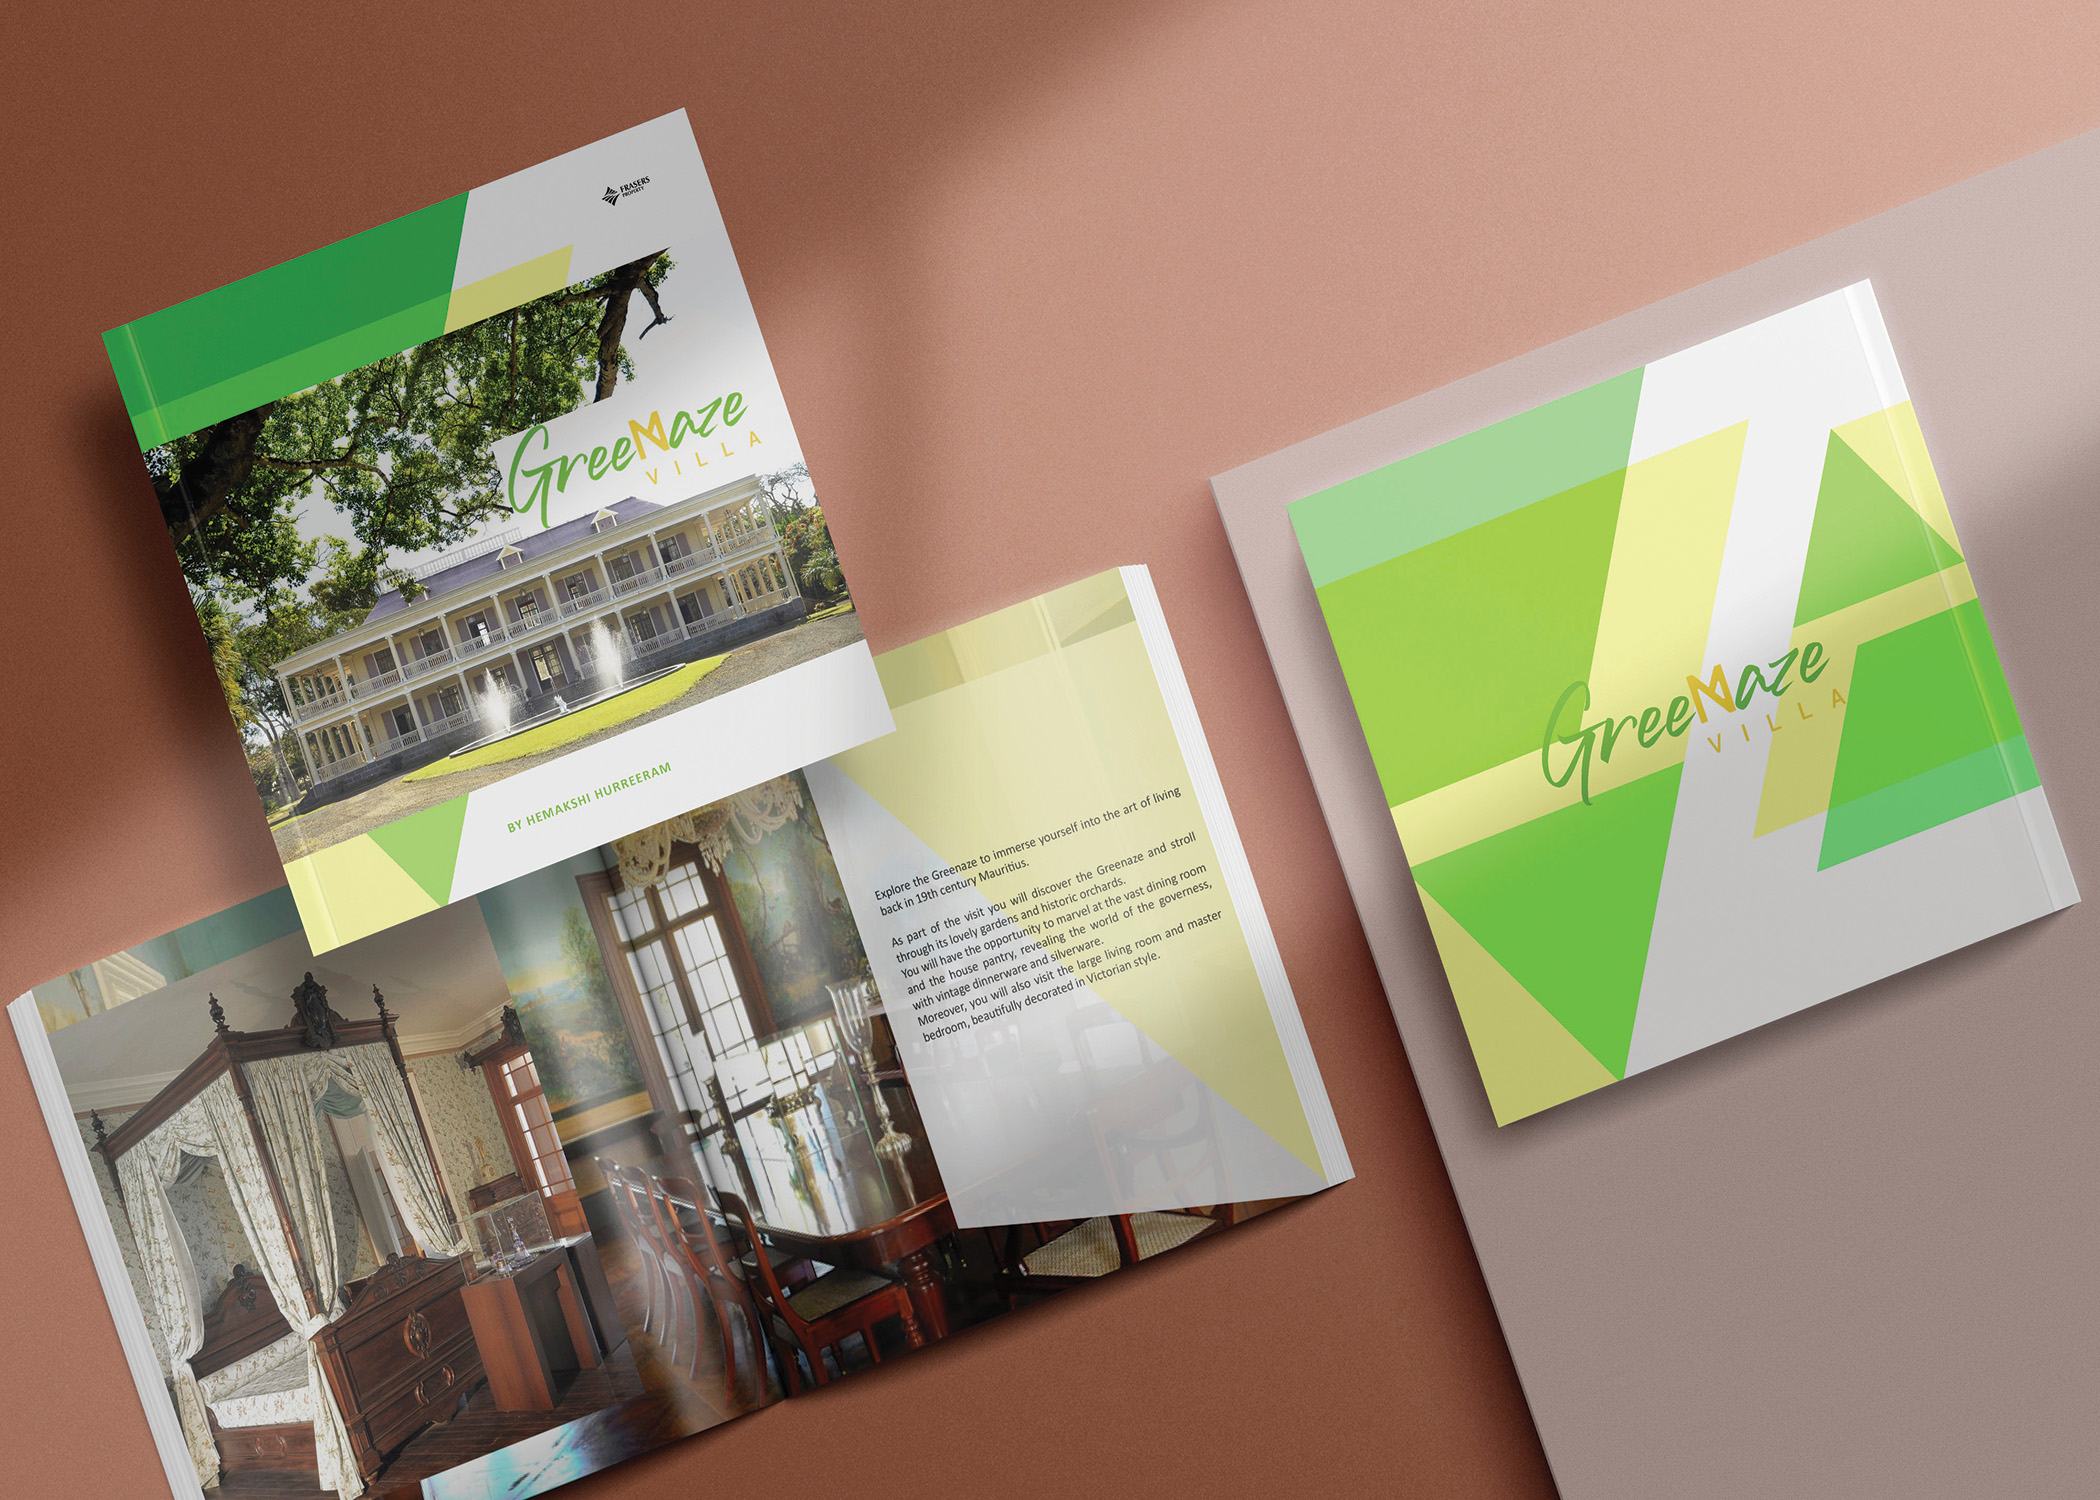 FRASERS
PROPERTY
GreeNaze
VILLA
BY HEMAKSHI HURREERAM
Explore the Greenaze to immerse yourself into the art of living
back in 19th century Mauritius.
As part of the visit you will discover the Greenaze and stroll
through its lovely gardens and historic orchards.
You will have the opportunity to marvel at the vast dining room
and the house pantry, revealing the world of the governess,
with vintage dinnerware and silverware.
Moreover, you will also visit the large living room and master
bedroom, beautifully decorated in Victorian style.
GreeNaze
VILLA